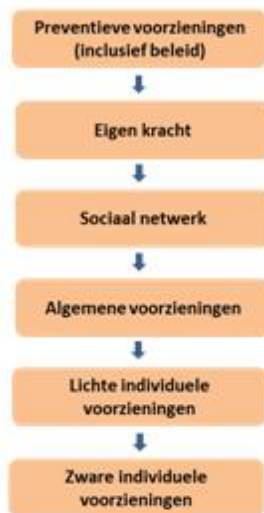 Preventieve voorzieningen
(inclusief beleid)
Eigen kracht
Sociaal netwerk
Algemene voorzieningen
Lichte individuele
voorzieningen
Zware individuele
voorzieningen